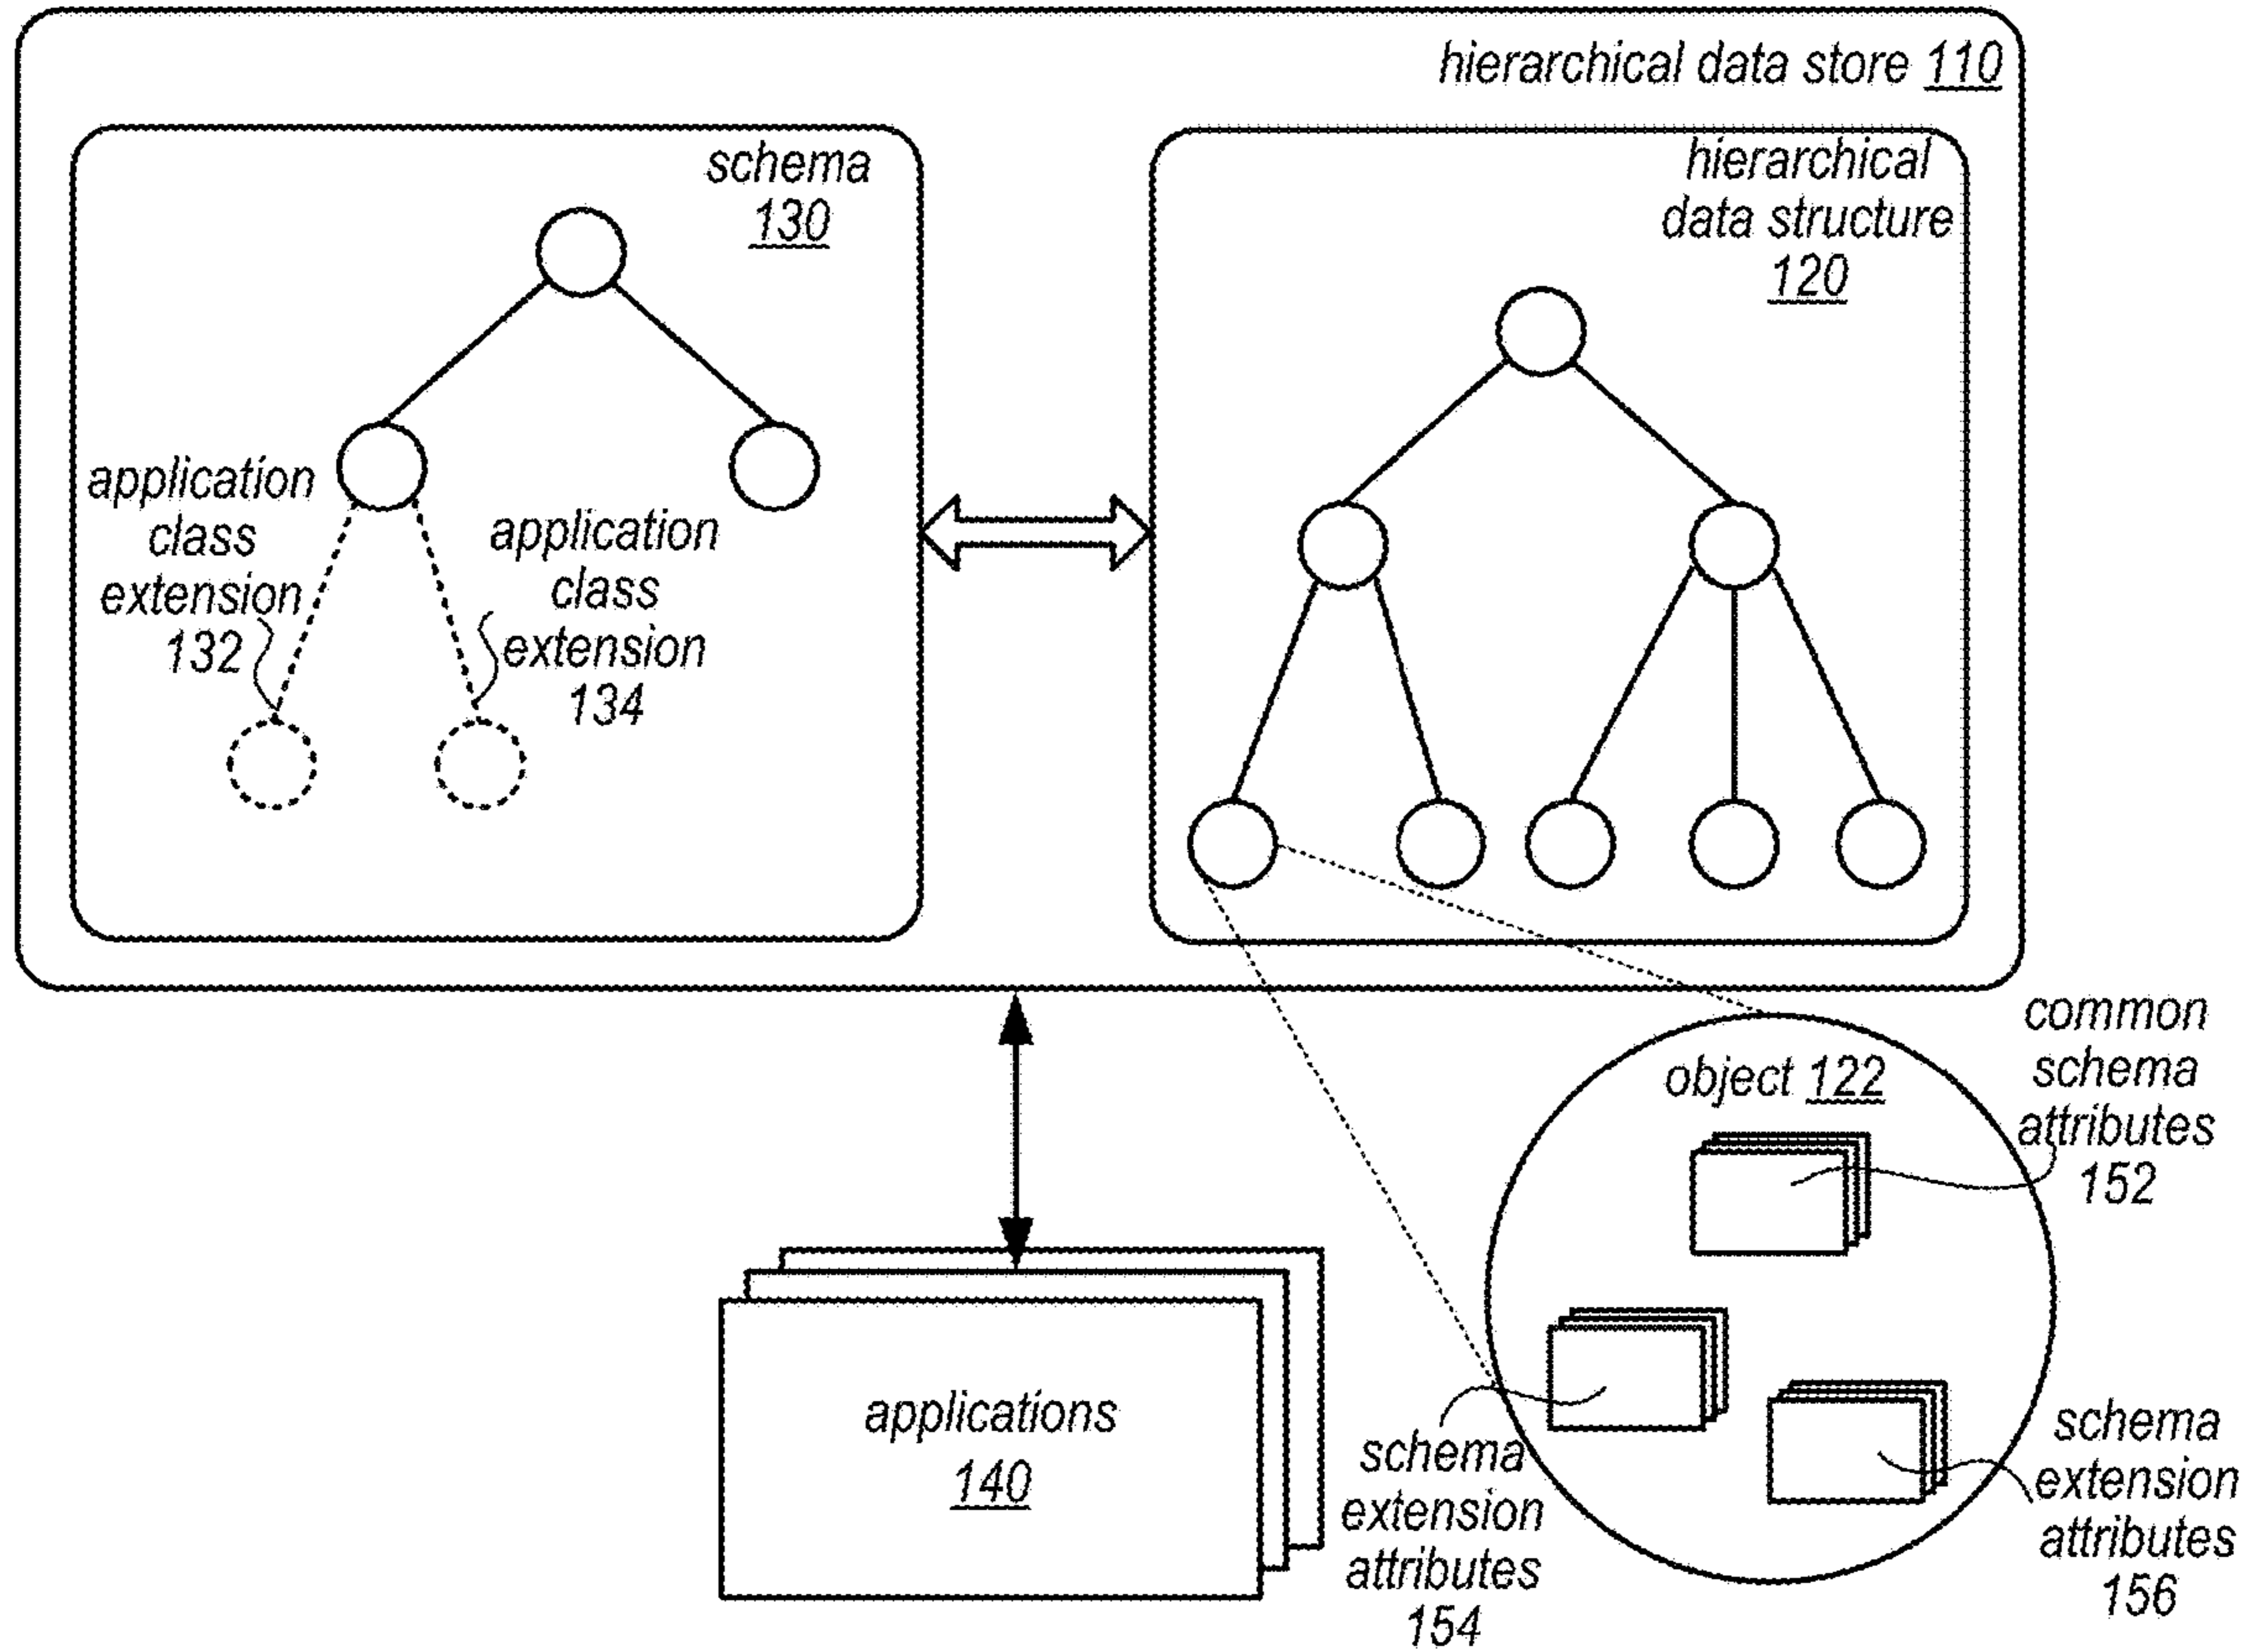 hierarchical data store 110
schema
130
hierarchical
data structure
120
application
class
extension
132
application
class
extension
134
common
schema
attributes
152
object 122
applications
140
schema
extension
attributes
154
schema
extension
attributes
156